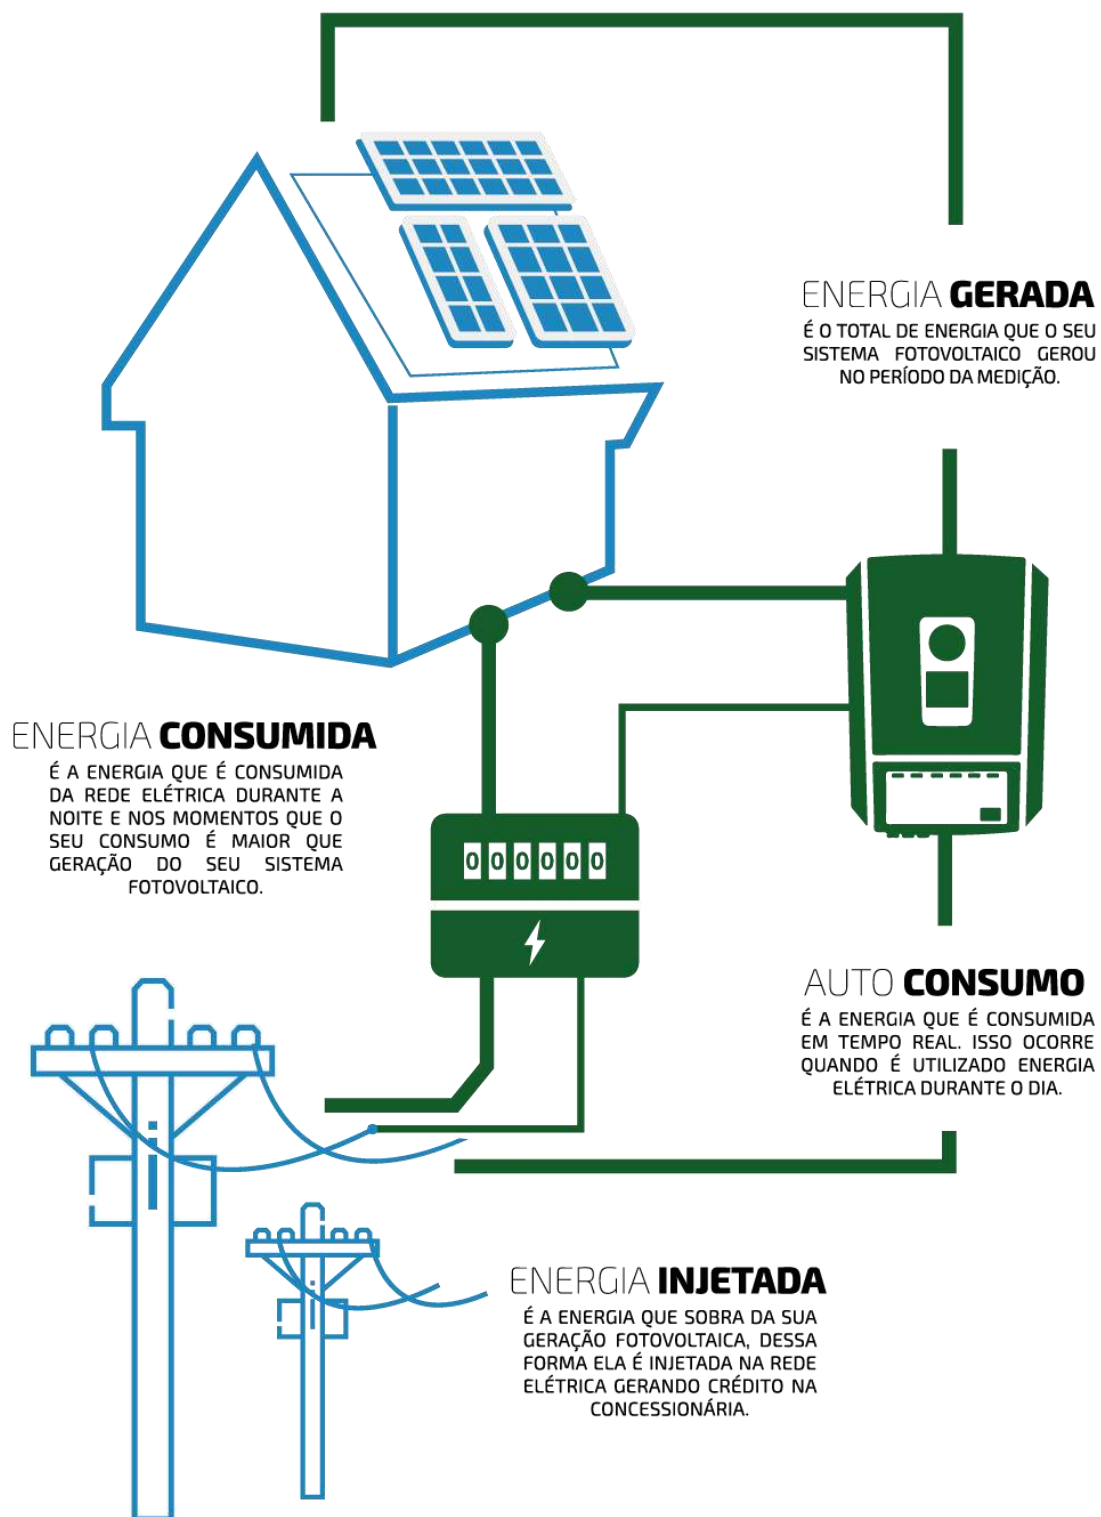 ENERGIA GERADA
É O TOTAL DE ENERGIA QUE O SEU
SISTEMA FOTOVOLTAICO GEROU
NO PERÍODO DA MEDIÇÃO.
ENERGIA CONSUMIDA
É A ENERGIA QUE É CONSUMIDA
DA REDE ELÉTRICA DURANTE A
NOITE E NOS MOMENTOS QUE O
SEU CONSUMO É MAIOR QUE
GERAÇÃO DO SEU SISTEMA
FOTOVOLTAICO.
000000
AUTO CONSUMO
É A ENERGIA QUE É CONSUMIDA
EM TEMPO REAL. ISSO OCORRE
QUANDO É UTILIZADO ENERGIA
ELÉTRICA DURANTE O DIA.
ENERGIA INJETADA
É A ENERGIA QUE SOBRA DA SUA
GERAÇÃO FOTOVOLTAICA, DESSA
FORMA ELA É INJETADA NA REDE
ELÉTRICA GERANDO CRÉDITO NA
CONCESSIONÁRIA.